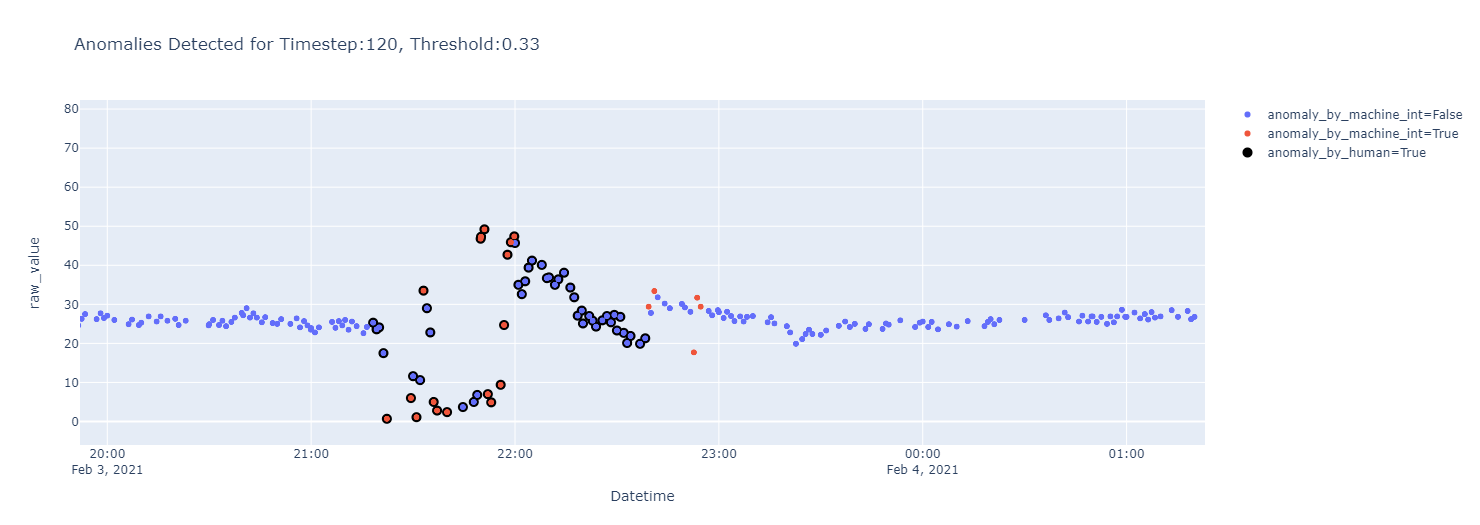 Anomalies Detected for Timestep:120, Threshold:0.33
80
70
60
50
40
30
20
10
0
raw_value
20:00
Feb 3, 2021
21:00
22:00
23:00
00:00
Feb 4, 2021
01:00
Datetime
anomaly_by_machine_int=False
anomaly_by_machine_int=True
anomaly_by_human=True